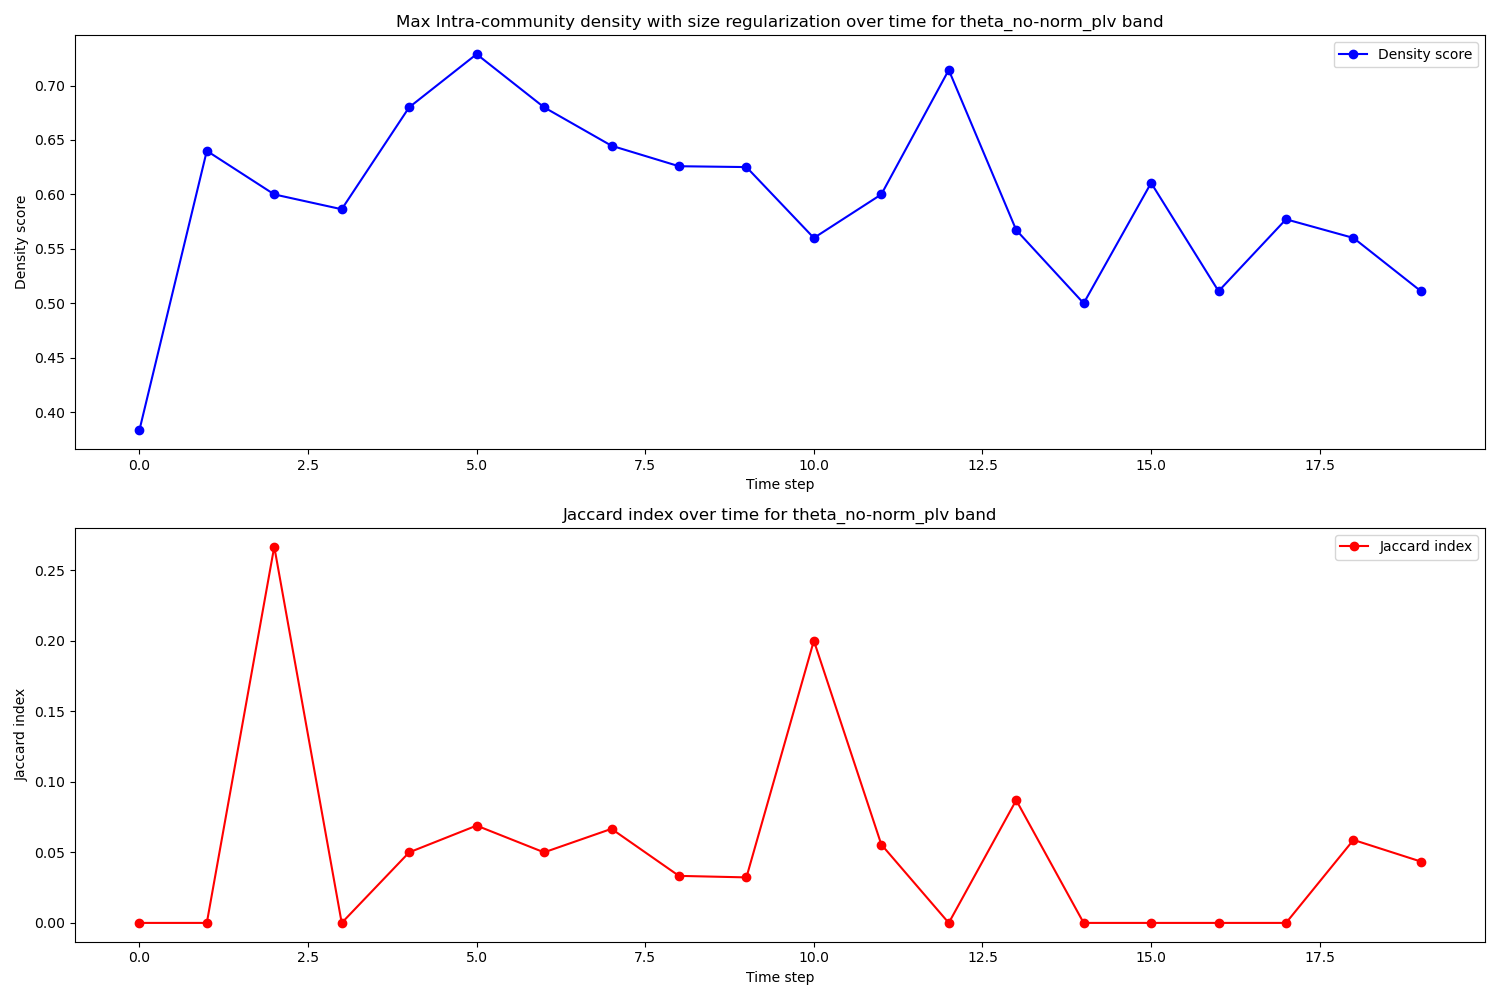 Max Intra-community density with size regularization over time for theta_no-norm_plv band
Density score
Density score
0.70
0.65
0.60
0.55
0.50
0.45
0.40
0.0 2.5 5.0 7.5 10.0 12.5 15.0 17.5
Time step
Jaccard index over time for theta_no-norm_plv band
Jaccard index
Jaccard index
0.25
0.20
0.15
0.10
0.05
0.00
0.0 2.5 5.0 7.5 10.0 12.5 15.0 17.5
Time step